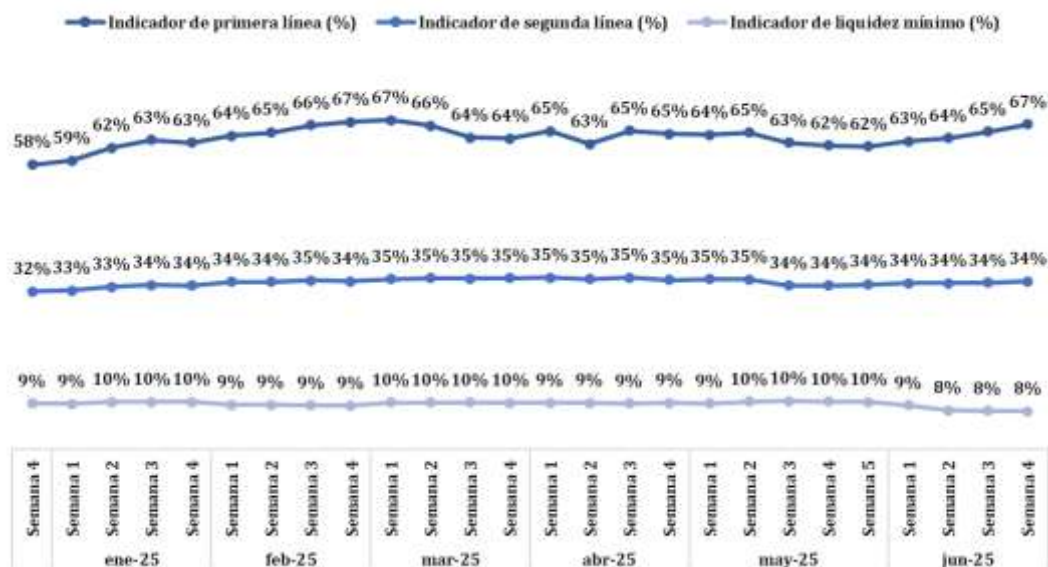 Indicador de primera línea (%) Indicador de segunda línea (%) Indicador de liquidez mínimo (%)
58% 59% 62% 63% 63% 64% 65% 66% 67% 67% 66% 64% 64% 65% 63% 65% 65% 64% 65% 63% 62% 62% 63% 64% 65% 67%
32% 33% 33% 34% 34% 34% 34% 35% 34% 35% 35% 35% 35% 35% 35% 35% 35% 35% 35% 34% 34% 34% 34% 34% 34% 34%
9% 9% 10% 10% 10% 9% 9% 9% 9% 10% 10% 10% 10% 9% 9% 9% 9% 9% 10% 10% 10% 10% 9% 8% 8% 8%
Semana 4 Semana 1 Semana 2 Semana 3 Semana 4 Semana 1 Semana 2 Semana 3 Semana 4 Semana 1 Semana 2 Semana 3 Semana 4 Semana 1 Semana 2 Semana 3 Semana 4 Semana 1 Semana 2 Semana 3 Semana 4 Semana 5 Semana 1 Semana 2 Semana 3 Semana 4
ene-25 feb-25 mar-25 abr-25 may-25 jun-25